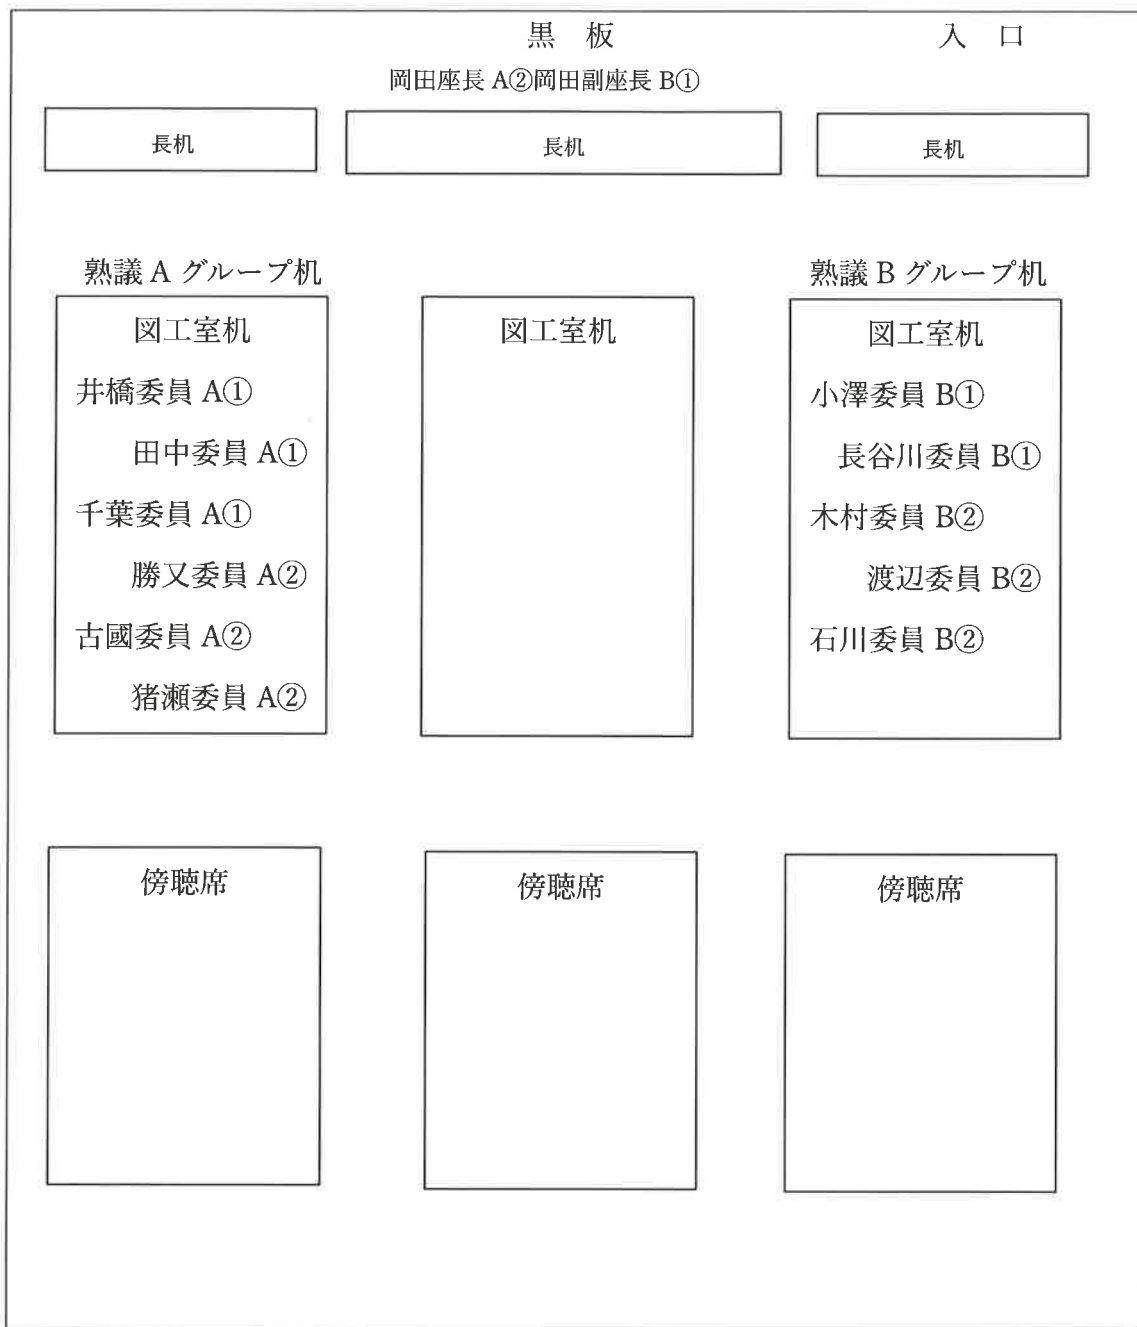 黒 板
入 口
岡田座長 A②岡田副座長 B①
長机
長机
長机
熟議 A グループ机
図工室机
井橋委員 A①
田中委員 A①
千葉委員 A①
勝又委員 A②
古國委員 A②
猪瀬委員 A②
図工室机
熟議 B グループ机
図工室机
小澤委員 B①
長谷川委員 B①
木村委員 B②
渡辺委員 B②
石川委員 B②
傍聴席
傍聴席
傍聴席